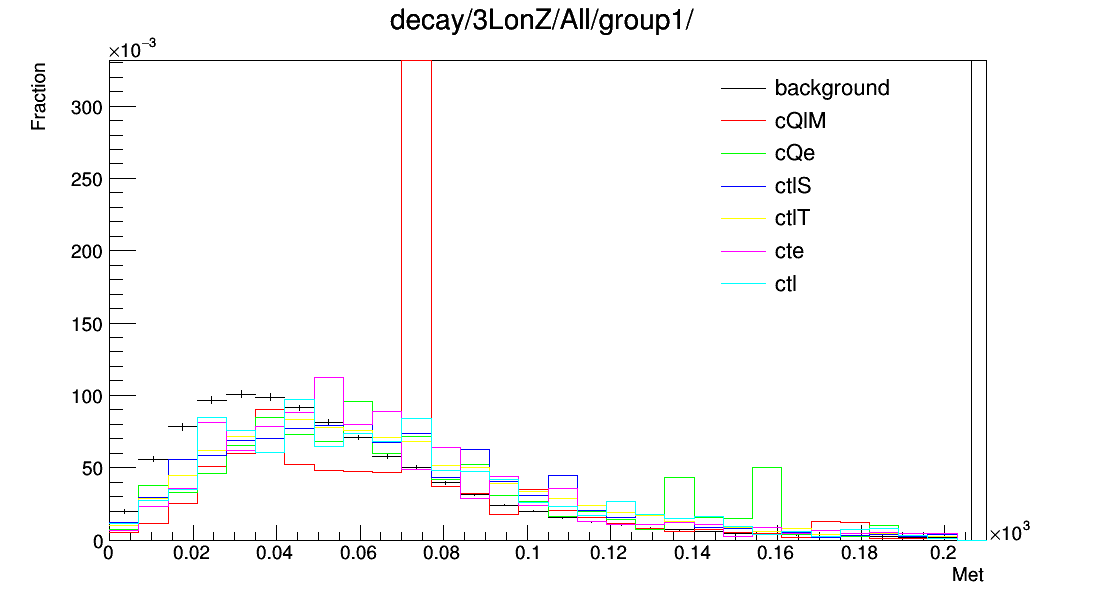 decay/3LonZ/All/group1/
×10⁻³
Fraction
300
250
200
150
100
50
0
background
cQlM
cQe
ctlS
ctlT
cte
ctl
0 0.02 0.04 0.06 0.08 0.1 0.12 0.14 0.16 0.18 0.2
×10³
Met